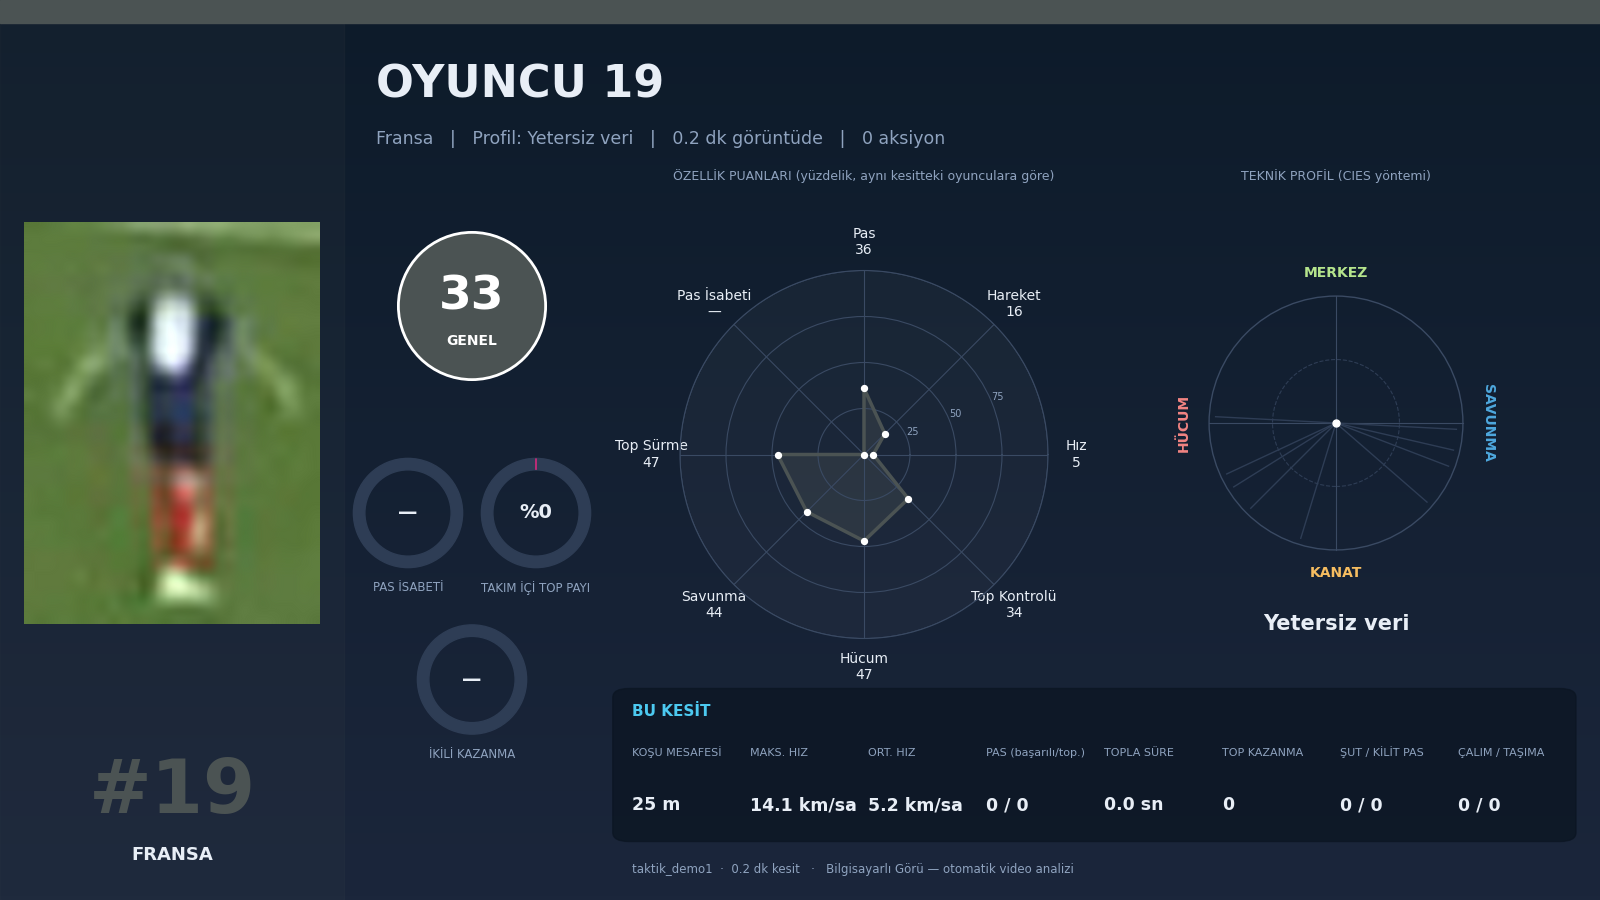 OYUNCU 19
Fransa | Profil: Yetersiz veri | 0.2 dk görüntüde | 0 aksiyon
ÖZELLİK PUANLARI (yüzdelik, aynı kesitteki oyunculara göre)
TEKNİK PROFİL (CIES yöntemi)
33
GENEL
—
PAS İSABETİ
%0
TAKIM İÇİ TOP PAYI
—
İKİLİ KAZANMA
Pas
36
Pas İsabeti
—
Hareket
16
75
50
25
Top Sürme
47
Hız
5
Savunma
44
Top Kontrolü
34
Hücum
47
MERKEZ
HÜCUM
SAVUNMA
KANAT
Yetersiz veri
#19
FRANSA
BU KESİT
KOŞU MESAFESİ MAKS. HIZ ORT. HIZ PAS (başarılı/top.) TOPLA SÜRE TOP KAZANMA ŞUT / KİLİT PAS ÇALIM / TAŞIMA
25 m 14.1 km/sa 5.2 km/sa 0 / 0 0.0 sn 0 0 / 0 0 / 0
taktik_demo1 · 0.2 dk kesit · Bilgisayarlı Görü — otomatik video analizi